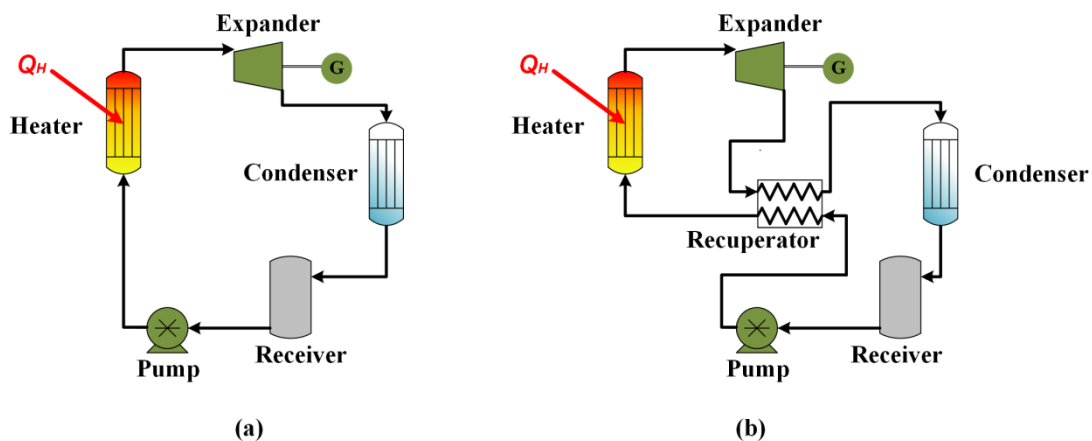 Expander
G
QH
Heater
Condenser
Receiver
Pump
(a)
Expander
G
QH
Heater
Condenser
Recuperator
Receiver
Pump
(b)